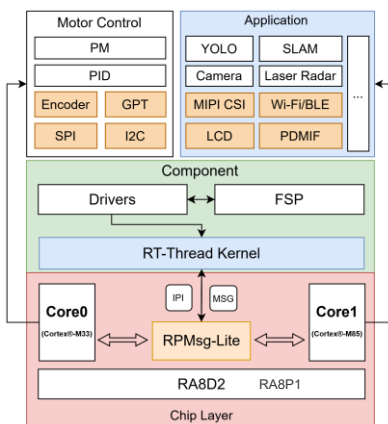 Motor Control
PM
PID
Encoder
GPT
SPI
I2C
Application
YOLO
SLAM
Camera
Laser Radar
MIPI CSI
Wi-Fi/BLE
LCD
PDMIF
...
Component
Drivers
FSP
RT-Thread Kernel
IPI
MSG
Core0
(Cortex®-M33)
RPMsg-Lite
Core1
(Cortex®-M85)
RA8D2
RA8P1
Chip Layer